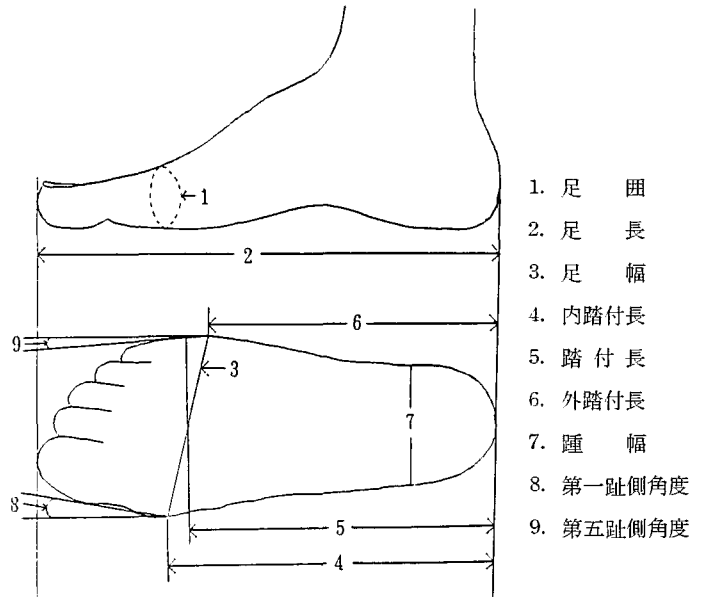 1
2
6
9
3
7
8
5
4
1. 足 囲
2. 足 長
3. 足 幅
4. 内踏付長
5. 踏付長
6. 外踏付長
7. 踵 幅
8. 第一趾側角度
9. 第五趾側角度